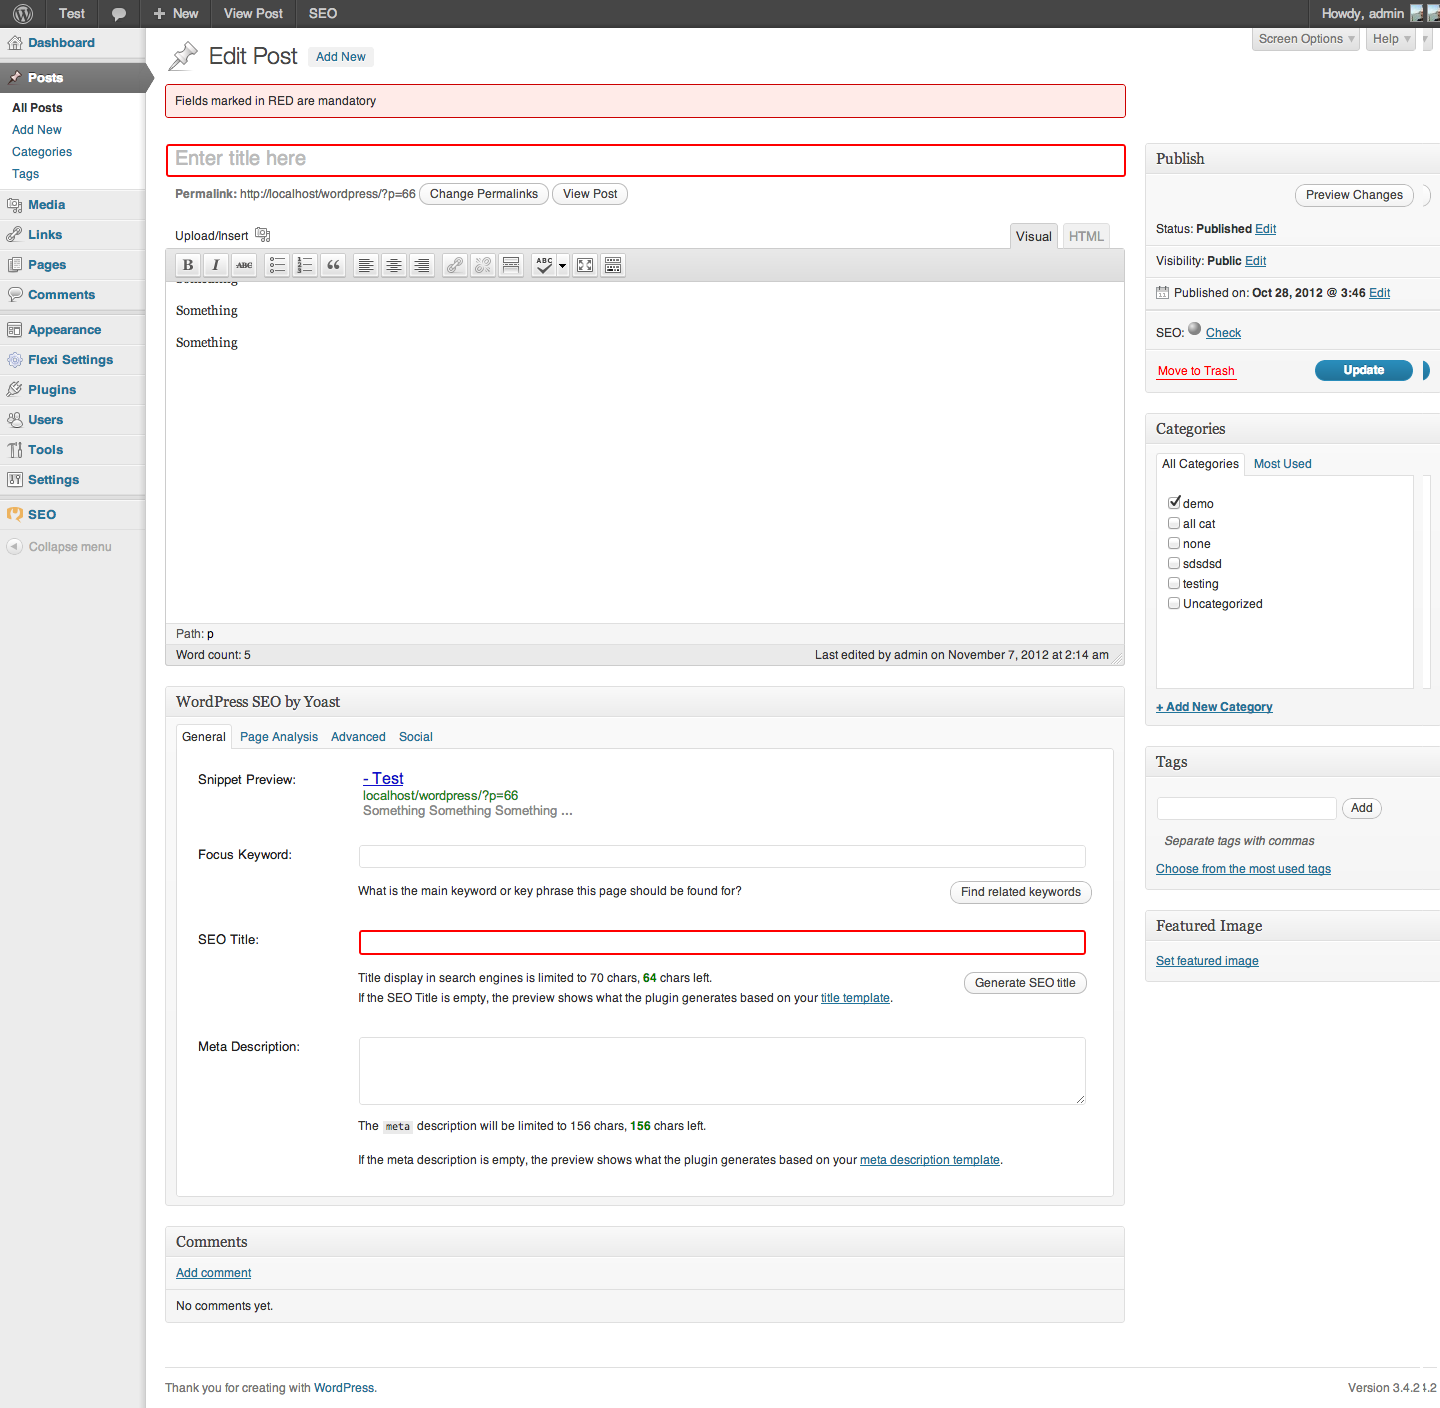 Test
New
View Post
SEO
Howdy, admin
Dashboard
Posts
All Posts
Add New
Categories
Tags
Media
Links
Pages
Comments
Appearance
Flexi Settings
Plugins
Users
Tools
Settings
SEO
Collapse menu
Screen Options
Help
Edit Post
Add New
Fields marked in RED are mandatory
Enter title here
Permalink: http://localhost/wordpress/?p=66
Change Permalinks
View Post
Upload/Insert
Visual
HTML
B
I
ABC
ABC
Something
Something
Something
Path: p
Word count: 5
Last edited by admin on November 7, 2012 at 2:14 am
WordPress SEO by Yoast
General
Page Analysis
Advanced
Social
Snippet Preview:
- Test
localhost/wordpress/?p=66
Something Something Something ...
Focus Keyword:
What is the main keyword or key phrase this page should be found for?
Find related keywords
SEO Title:
Title display in search engines is limited to 70 chars, 64 chars left.
If the SEO Title is empty, the preview shows what the plugin generates based on your title template.
Generate SEO title
Meta Description:
The meta description will be limited to 156 chars, 156 chars left.
If the meta description is empty, the preview shows what the plugin generates based on your meta description template.
Comments
Add comment
No comments yet.
Publish
Preview Changes
Status: Published Edit
Visibility: Public Edit
Published on: Oct 28, 2012 @ 3:46 Edit
SEO: Check
Move to Trash
Update
Categories
All Categories
Most Used
demo
all cat
none
sdsdsd
testing
Uncategorized
+ Add New Category
Tags
Add
Separate tags with commas
Choose from the most used tags
Featured Image
Set featured image
Thank you for creating with WordPress.
Version 3.4.2